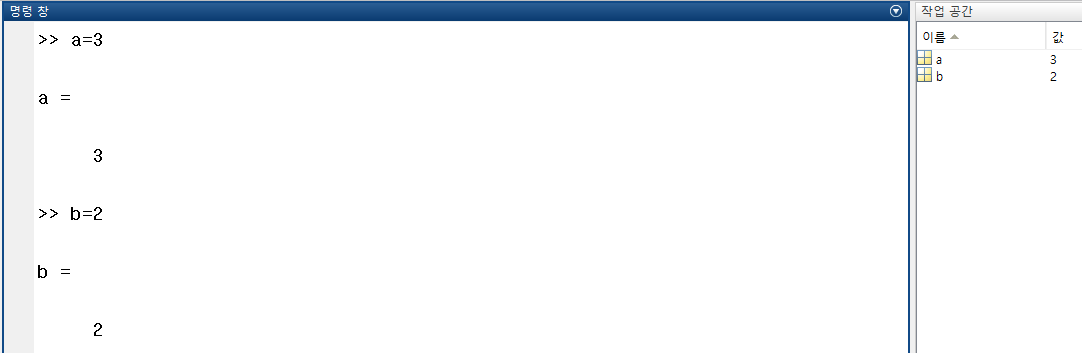 명령 창
>> a=3
a =
3
>> b=2
b =
2
작업 공간
이름 값
a 3
b 2